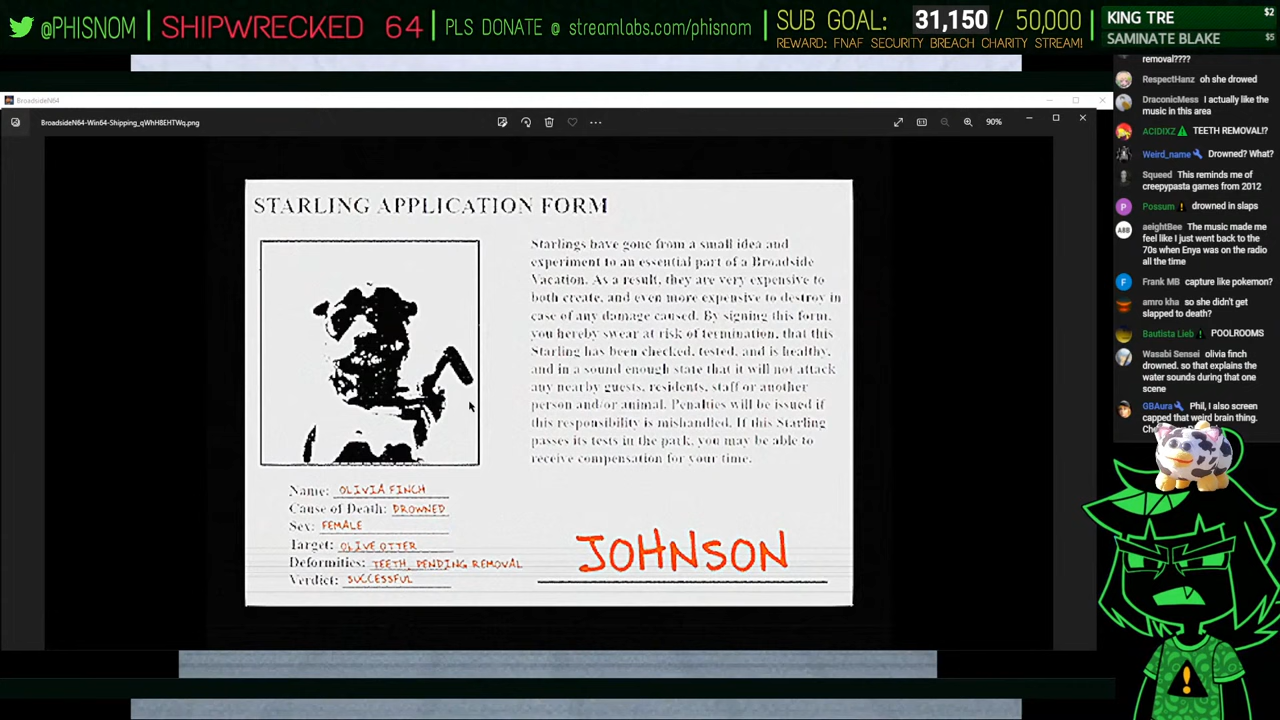 @PHISNOM | SHIPWRECKED 64 | PLS DONATE @ streamlabs.com/phisnom | SUB GOAL: 31,150 / 50,000
REWARD: FNAF SECURITY BREACH CHARITY STREAM!
KING TRE $2
SAMINATE BLAKE $5
BroadsideN64
BroadsideN64-Win64-Shipping_qWhH8EHTWq.png
90%
STARLING APPLICATION FORM
Starlings have gone from a small idea and
experiment to an essential part of a Broadside
Vacation. As a result, they are very expensive to
both create, and even more expensive to destroy in
case of any damage caused. By signing this form,
you hereby swear at risk of termination, that this
Starling has been checked, tested, and is healthy,
and in a sound enough state that it will not attack
any nearby guests, residents, staff or another
person and/or animal. Penalties will be issued if
this responsibility is mishandled. If this Starling
passes its tests in the park, you may be able to
receive compensation for your time.
Name: OLIVIA FINCH
Cause of Death: DROWNED
Sex: FEMALE
Target: OLIVE OTTER
Deformities: TEETH, PENDING REMOVAL
Verdict: SUCCESSFUL
JOHNSON
removal????
RespectHanz oh she drowed
DraconicMess I actually like the
music in this area
ACIDIXZ TEETH REMOVAL!?
Weird_name Drowned? What?
Squeed This reminds me of
creepypasta games from 2012
Possum drowned in slaps
aeightBee The music made me
feel like I just went back to the
70s when Enya was on the radio
all the time
Frank MB capture like pokemon?
amro kha so she didn't get
slapped to death?
Bautista Lieb POOLROOMS
Wasabi Sensei olivia finch
drowned. so that explains the
water sounds during that one
scene
GBAura Phil, I also screen
capped that weird brain thing.